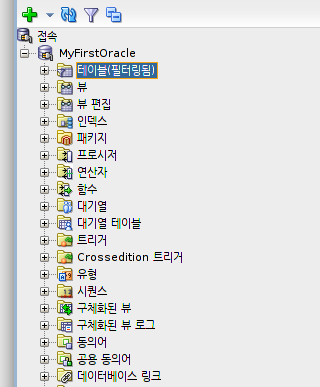 접속
MyFirstOracle
테이블(필터링됨)
뷰
뷰 편집
인덱스
패키지
프로시저
연산자
함수
대기열
대기열 테이블
트리거
Crossedition 트리거
유형
시퀀스
구체화된 뷰
구체화된 뷰 로그
동의어
공용 동의어
데이터베이스 링크